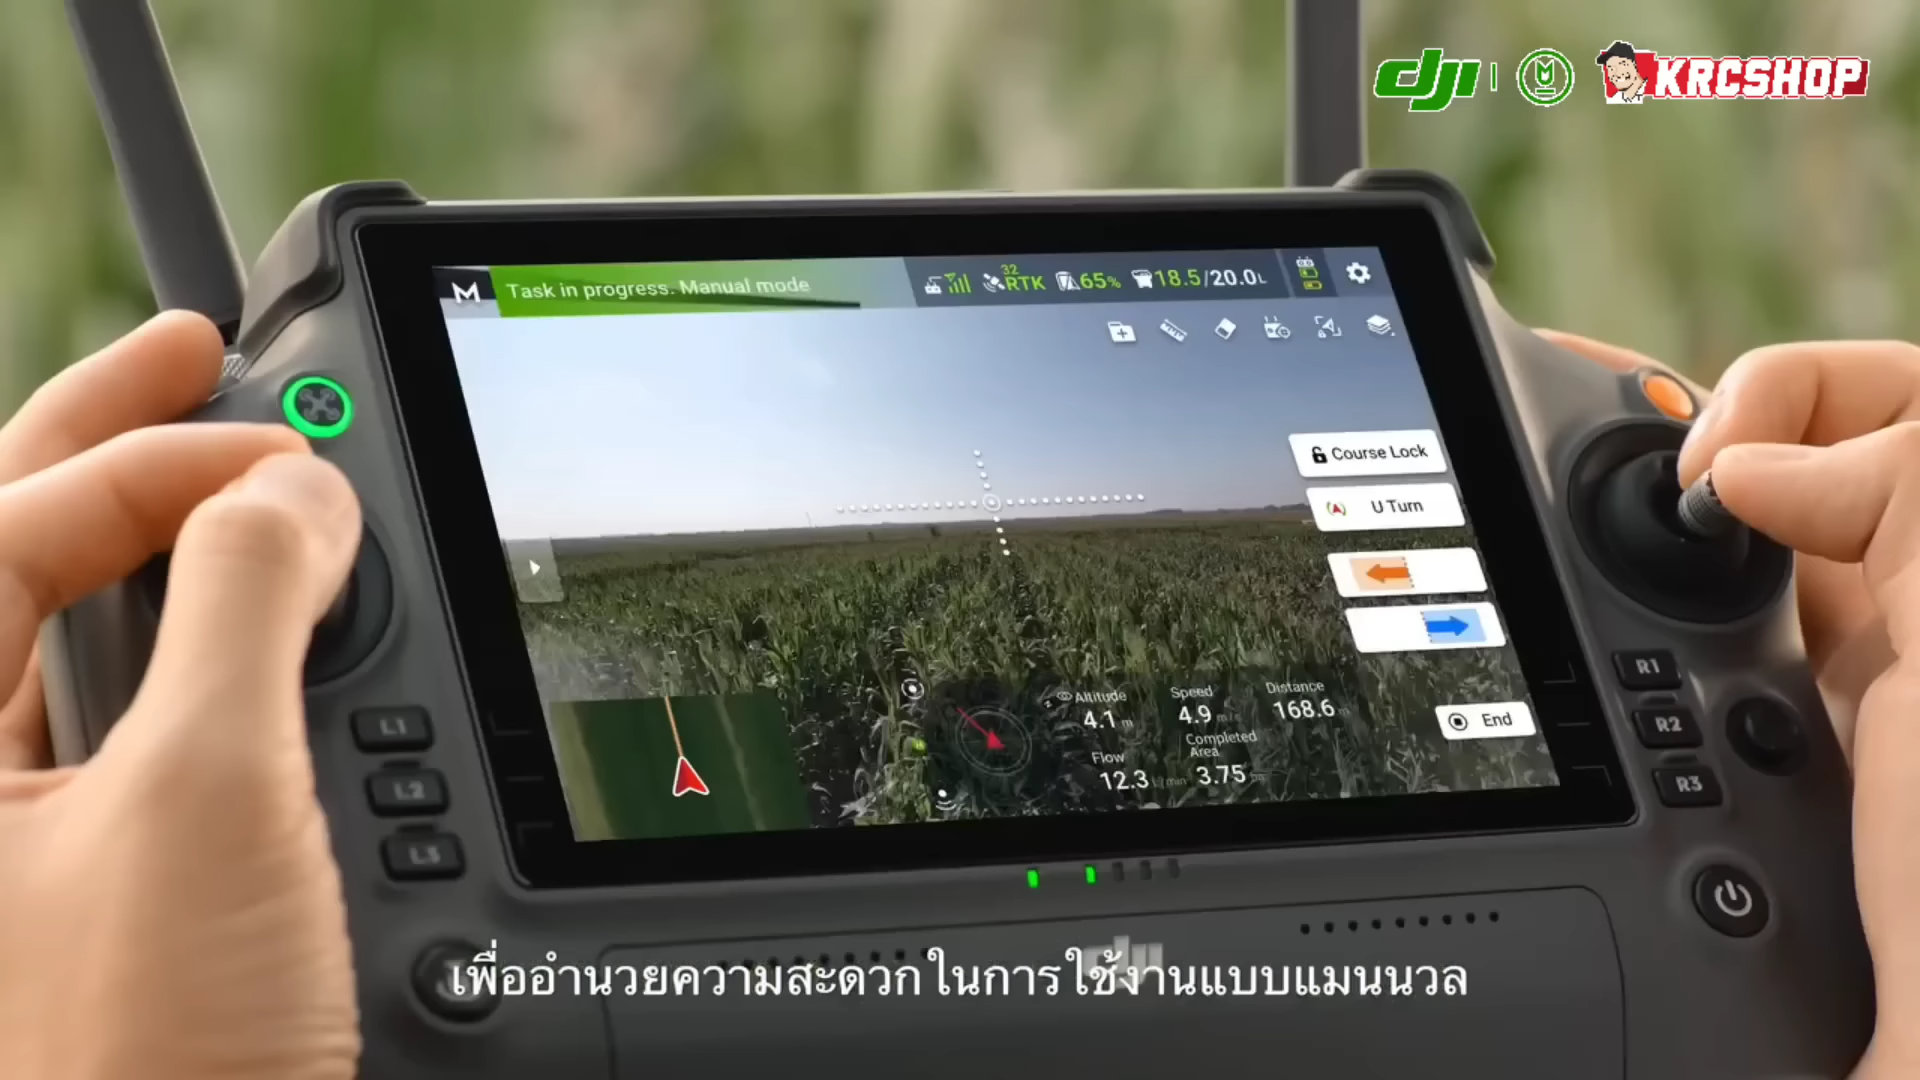 dji
KRCSHOP
Task in progress. Manual mode
32
RTK
65%
18.5/20.0L
Course Lock
U Turn
Altitude
4.1 m
Speed
4.9 m/s
Distance
168.6 m
Flow
12.3 L/min
Completed
Area
3.75
End
L1
L2
L3
R1
R2
R3
dji
เพื่ออำนวยความสะดวกในการใช้งานแบบแมนนวล